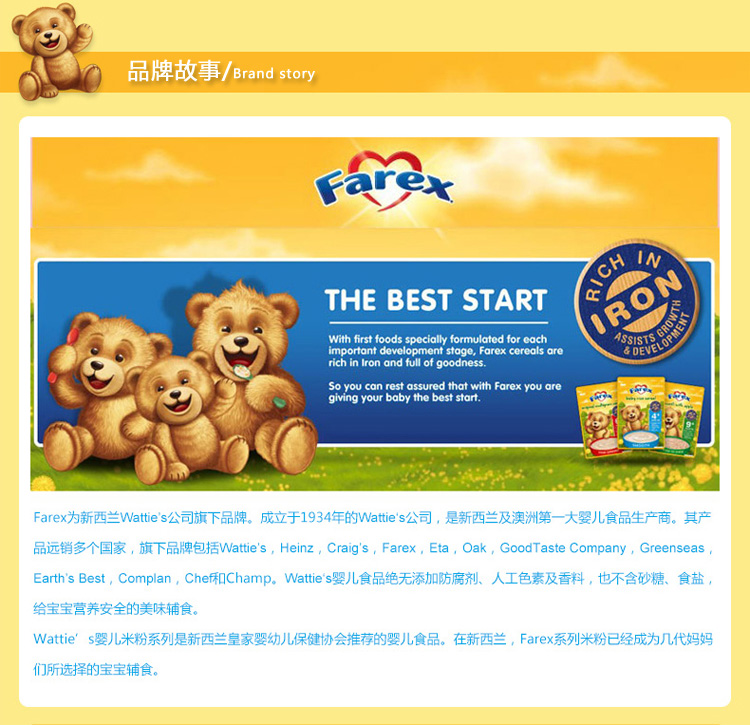 品牌故事/Brand story
Farex
THE BEST START
With first foods specially formulated for each
important development stage, Farex cereals are
rich in Iron and full of goodness.
So you can rest assured that with Farex you are
giving your baby the best start.
RICH IN
IRON
ASSISTS GROWTH
& DEVELOPMENT
Farex
Farex
Farex
baby rice cereal
4+
9+
Farex为新西兰Wattie's公司旗下品牌。成立于1934年的Wattie's公司，是新西兰及澳洲第一大婴儿食品生产商。其产
品远销多个国家，旗下品牌包括Wattie's，Heinz，Craig's，Farex，Eta，Oak，GoodTaste Company，Greenseas，
Earth's Best，Complan，Chef和Champ。Wattie's婴儿食品绝无添加防腐剂、人工色素及香料，也不含砂糖、食盐，
给宝宝营养安全的美味辅食。
Wattie’s婴儿米粉系列是新西兰皇家婴幼儿保健协会推荐的婴儿食品。在新西兰，Farex系列米粉已经成为几代妈妈
们所选择的宝宝辅食。